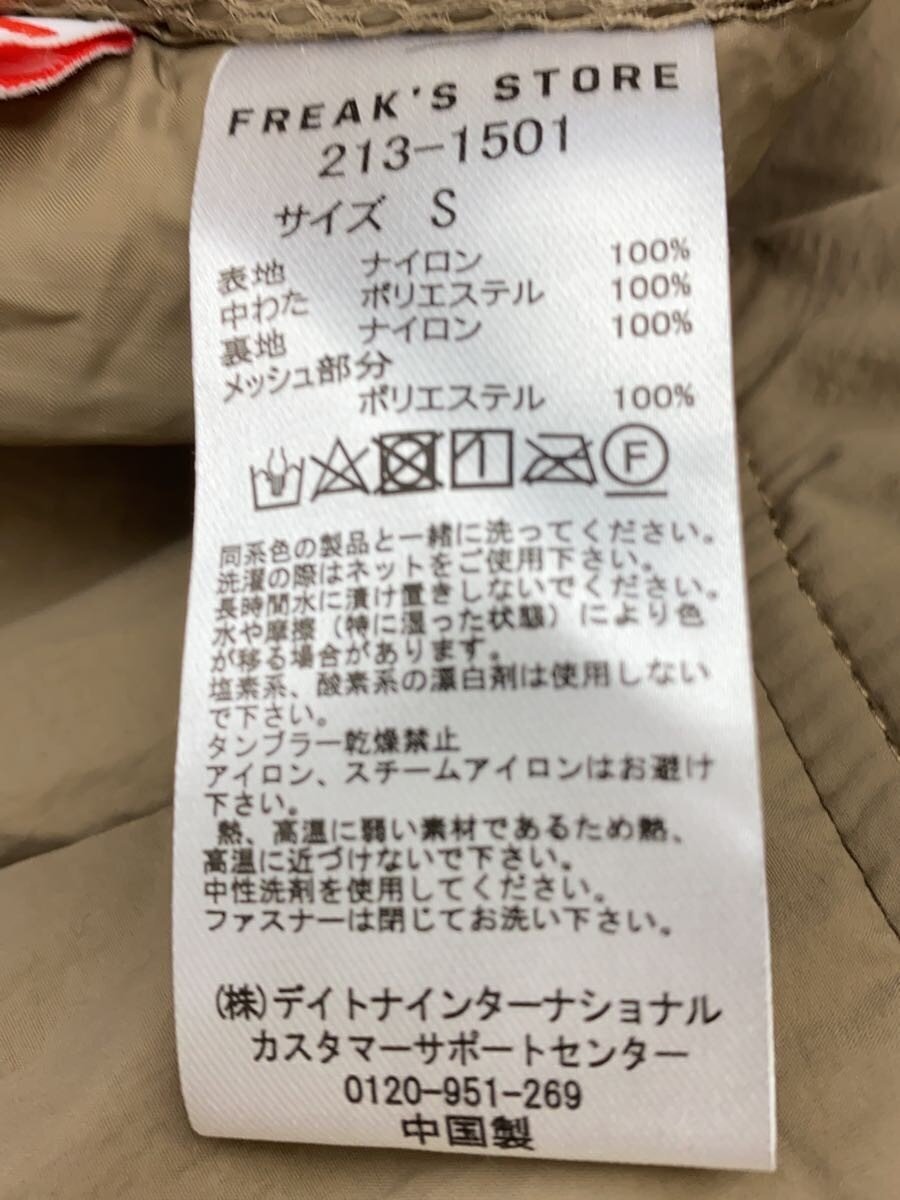 FREAK'S STORE
213-1501
サイズ S
表地 ナイロン 100%
中わた ポリエステル 100%
裏地 ナイロン 100%
メッシュ部分
ポリエステル 100%
F
同系色の製品と一緒に洗ってください。
洗濯の際はネットをご使用下さい。
長時間水に漬け置きしないでください。
水や摩擦(特に湿った状態)により色
が移る場合があります。
塩素系、酸素系の漂白剤は使用しない
で下さい。
タンブラー乾燥禁止
アイロン、スチームアイロンはお避け
下さい。
熱、高温に弱い素材であるため熱、
高温に近づけないで下さい。
中性洗剤を使用してください。
ファスナーは閉じてお洗い下さい。
(株)デイトナインターナショナル
カスタマーサポートセンター
0120-951-269
中国製